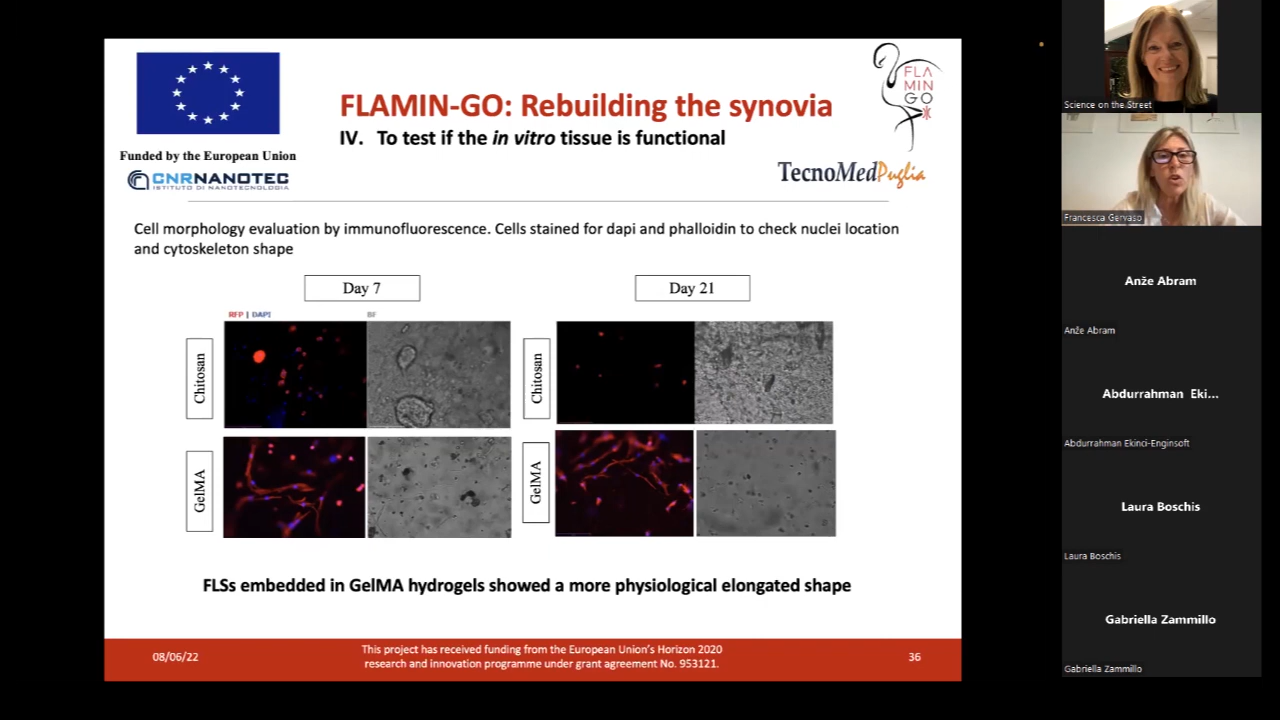 FLAMIN-GO: Rebuilding the synovia
IV. To test if the in vitro tissue is functional
FLA
MIN
GO
Funded by the European Union
CNRNANOTEC
ISTITUTO DI NANOTECNOLOGIA
TecnoMedPuglia
Cell morphology evaluation by immunofluorescence. Cells stained for dapi and phalloidin to check nuclei location
and cytoskeleton shape
Day 7
Day 21
RFP | DAPI
BF
Chitosan
Chitosan
GelMA
GelMA
FLSs embedded in GelMA hydrogels showed a more physiological elongated shape
08/06/22
This project has received funding from the European Union's Horizon 2020
research and innovation programme under grant agreement No. 953121.
36
Science on the Street
Francesca Gervaso
Anže Abram
Anže Abram
Abdurrahman Eki...
Abdurrahman Ekinci-Enginsoft
Laura Boschis
Laura Boschis
Gabriella Zammillo
Gabriella Zammillo